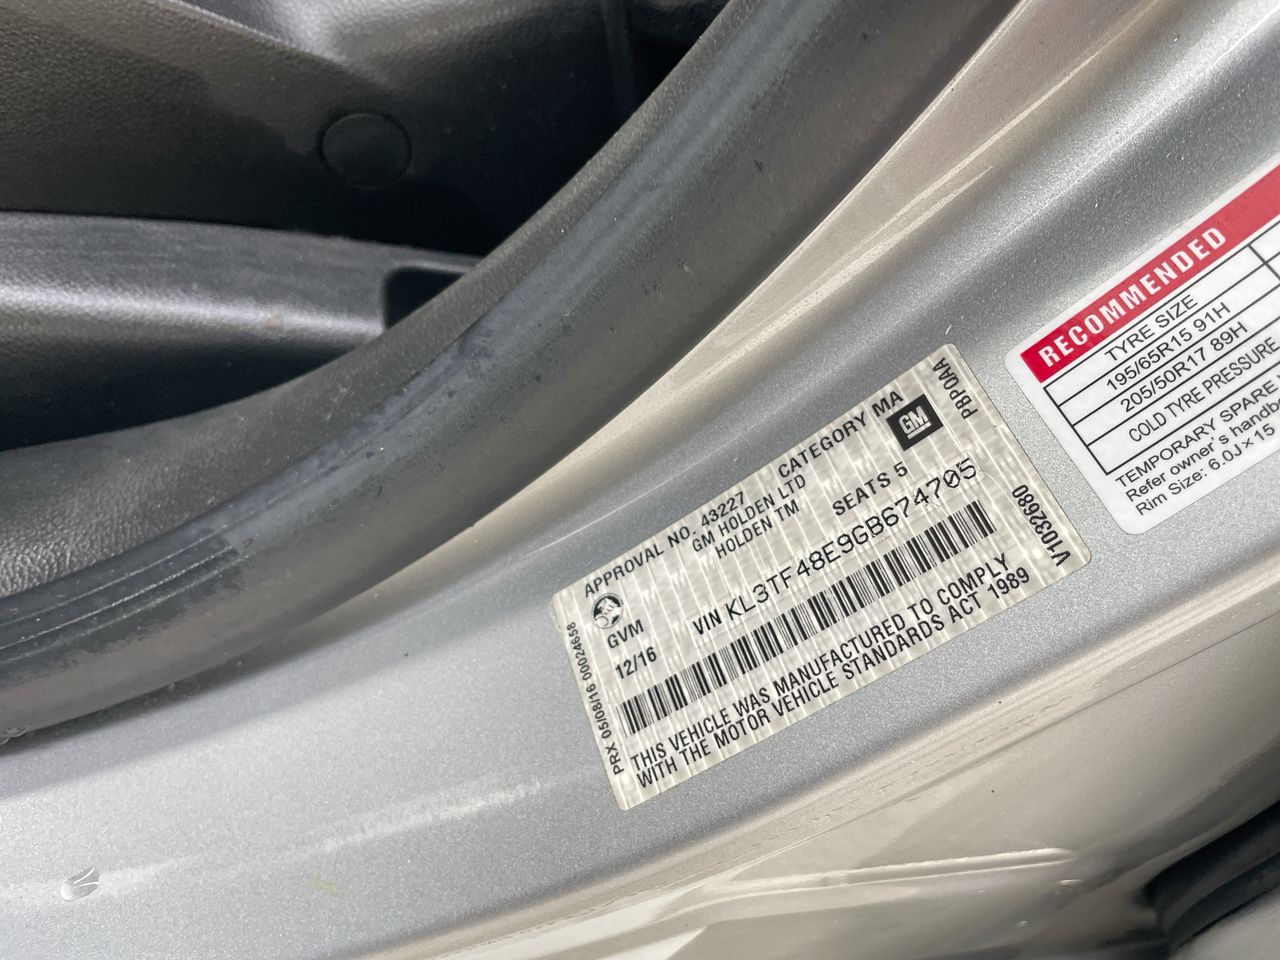 APPROVAL NO. 43227 CATEGORY MA
GM HOLDEN LTD
HOLDEN TM
GM
PBPQAA
GVM SEATS 5
12/16 VIN KL3TF48E9GB674705
PRX 05/08/16 00024658
V1032680
THIS VEHICLE WAS MANUFACTURED TO COMPLY
WITH THE MOTOR VEHICLE STANDARDS ACT 1989
RECOMMENDED
TYRE SIZE
195/65R15 91H
205/50R17 89H
COLD TYRE PRESSURE
TEMPORARY SPARE
Refer owner's
Rim Size: 6.0J×15